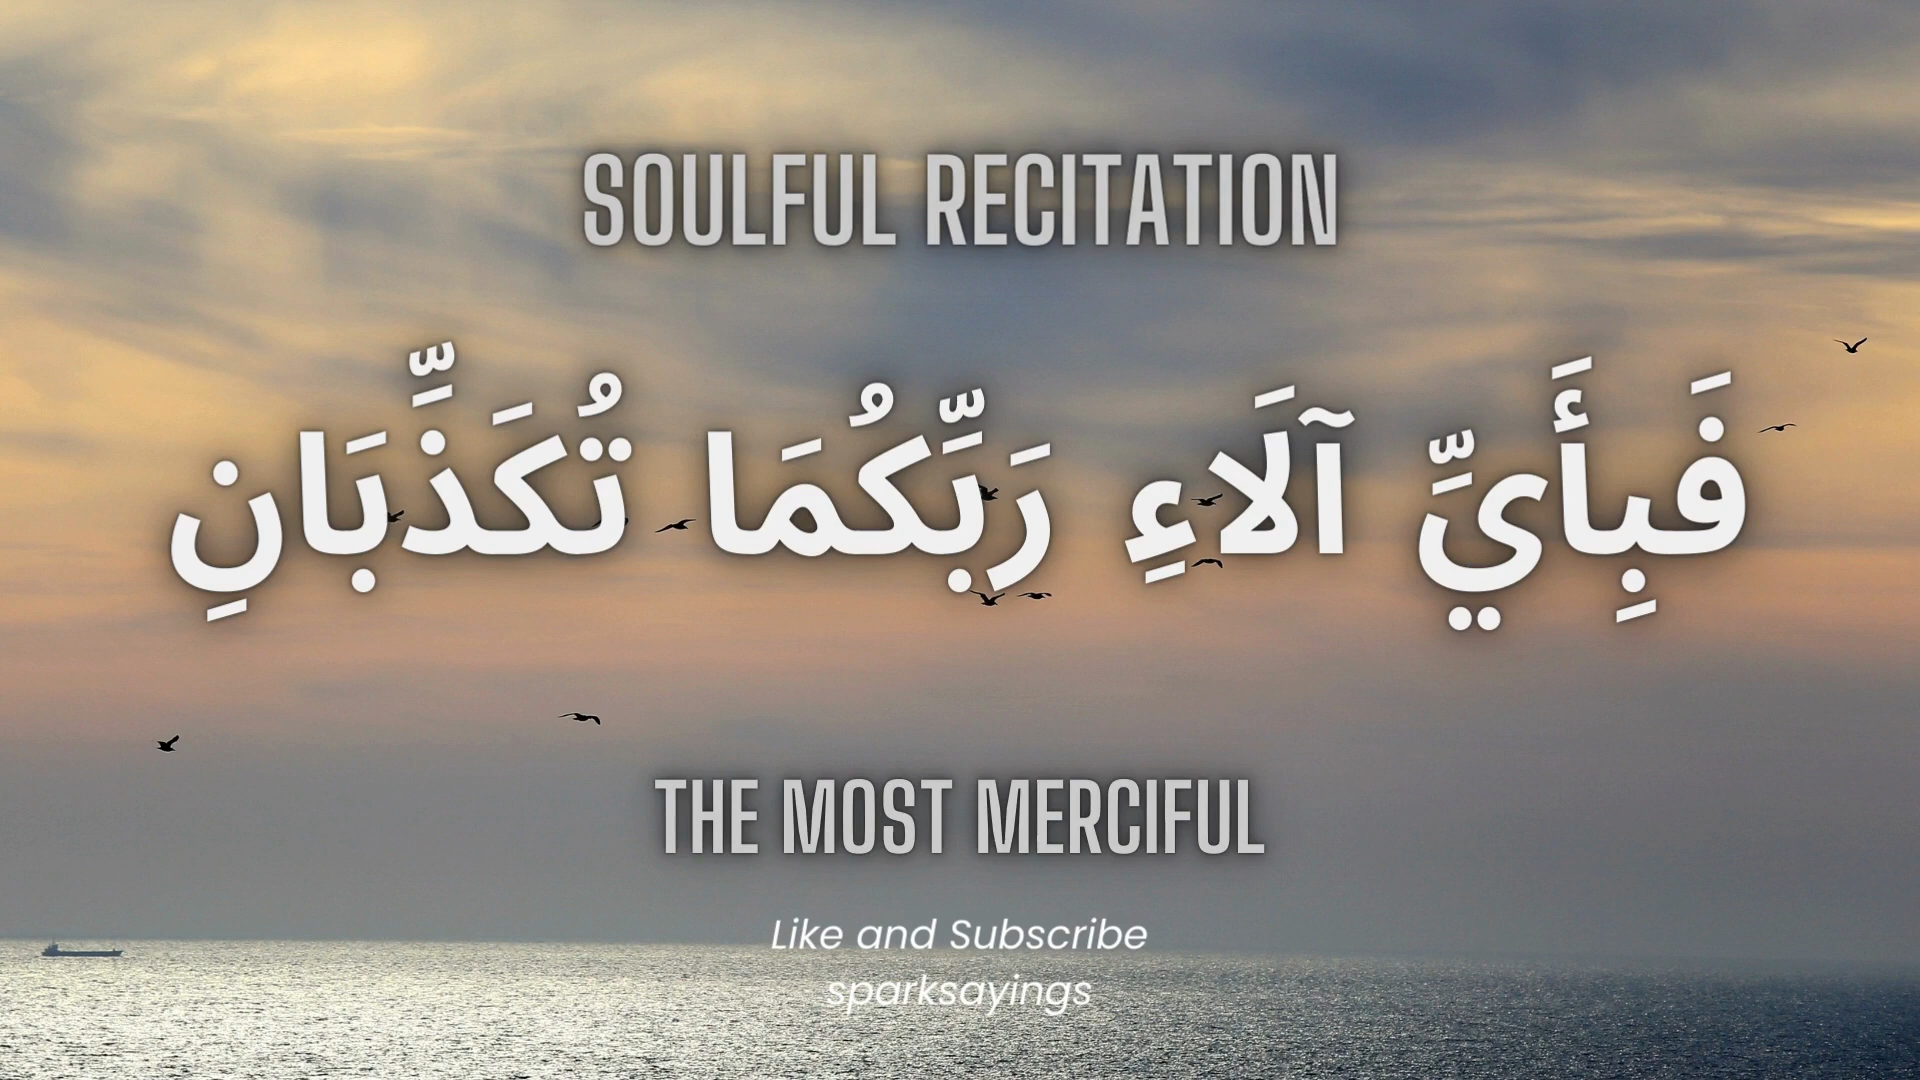 SOULFUL RECITATION
فَبِأَيِّ آلَاءِ رَبِّكُمَا تُكَذِّبَانِ
THE MOST MERCIFUL
Like and Subscribe
sparksayings